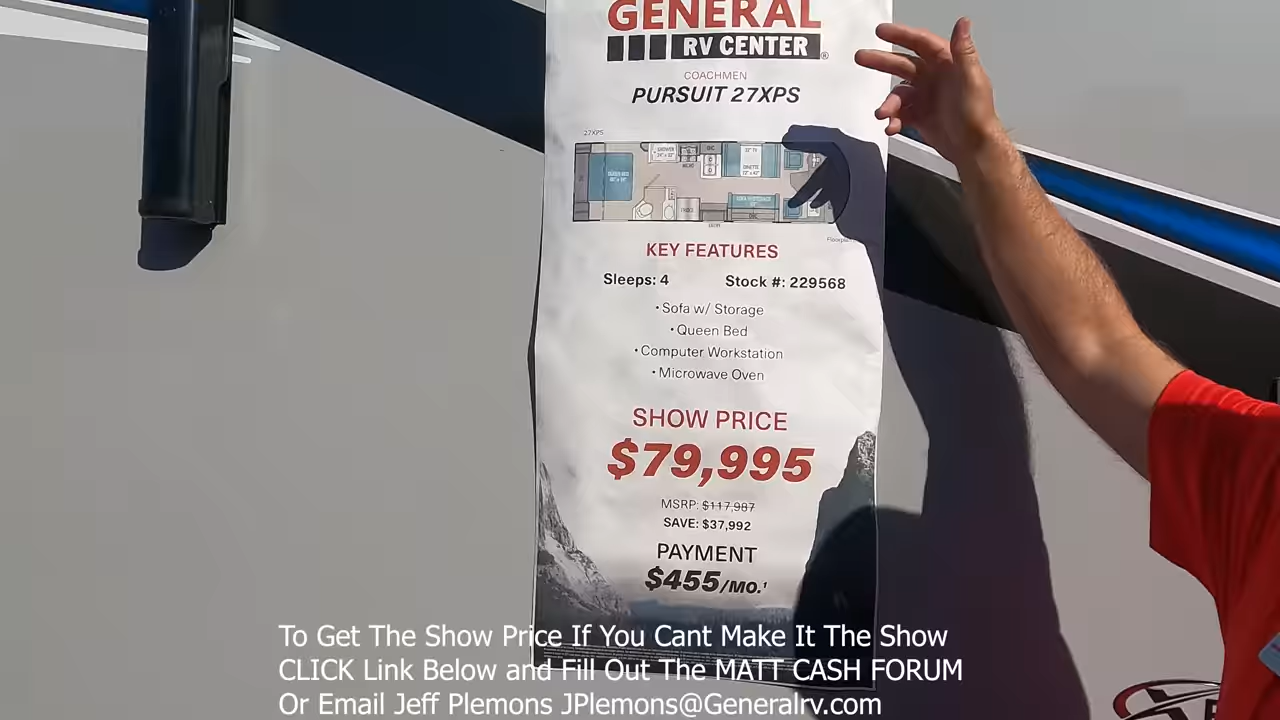 GENERAL
RV CENTER ®
COACHMEN
PURSUIT 27XPS
27XPS
KEY FEATURES
Sleeps: 4 Stock #: 229568
• Sofa w/ Storage
• Queen Bed
• Computer Workstation
• Microwave Oven
SHOW PRICE
$79,995
MSRP: $117,987
SAVE: $37,992
PAYMENT
$455/MO.¹
To Get The Show Price If You Cant Make It The Show
CLICK Link Below and Fill Out The MATT CASH FORUM
Or Email Jeff Plemons JPlemons@Generalrv.com